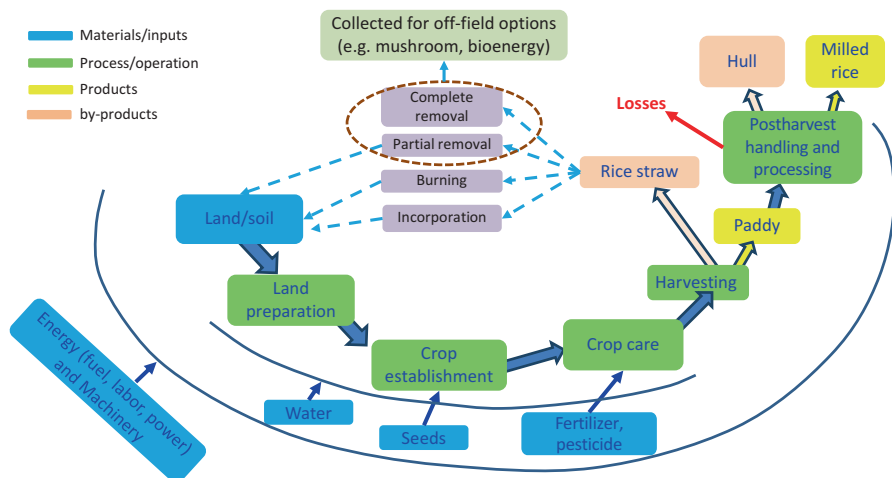 Materials/inputs
Process/operation
Products
by-products
Collected for off-field options
(e.g. mushroom, bioenergy)
Complete
removal
Partial removal
Burning
Incorporation
Rice straw
Losses
Hull
Milled
rice
Postharvest
handling and
processing
Paddy
Harvesting
Land/soil
Land
preparation
Crop
establishment
Crop care
Energy (fuel, labor, power)
and Machinery
Water
Seeds
Fertilizer,
pesticide